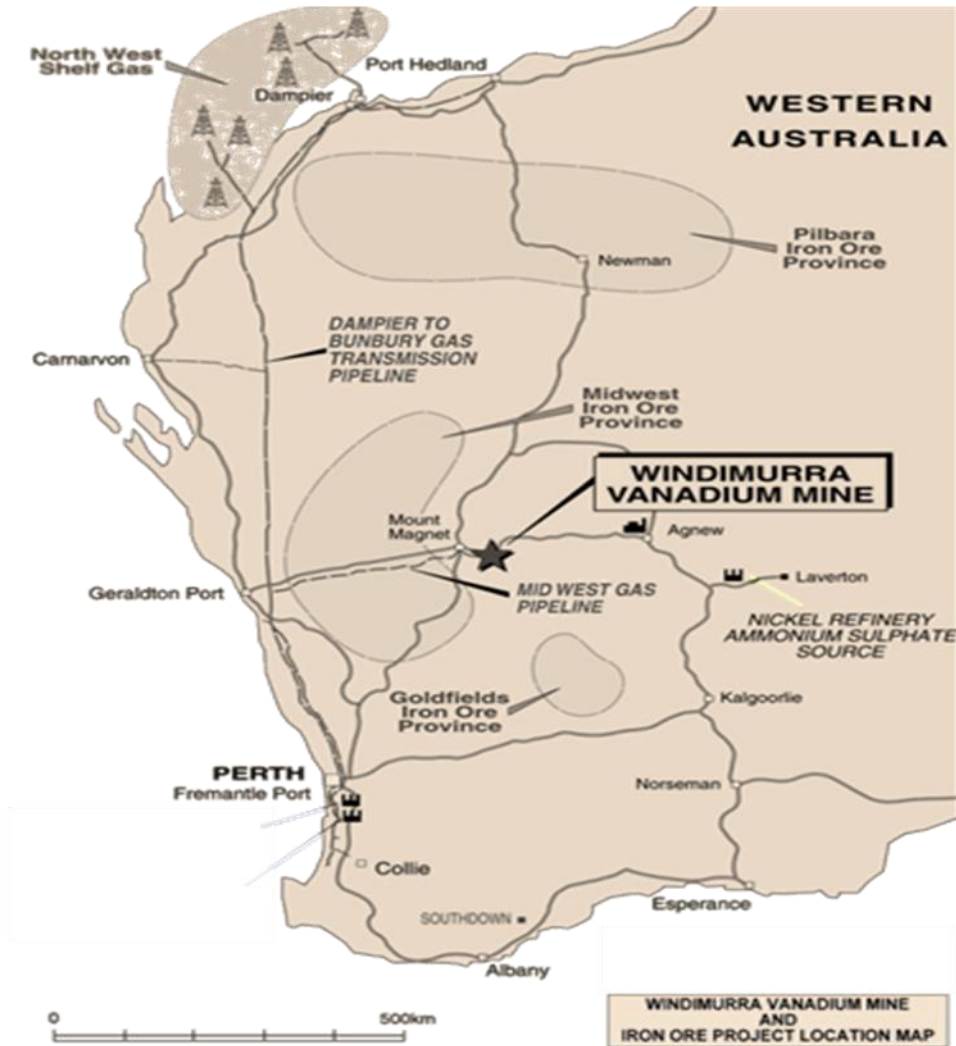 North West
Shelf Gas
Port Hedland
Dampier
WESTERN
AUSTRALIA
Pilbara
Iron Ore
Province
Newman
DAMPIER TO
BUNBURY GAS
TRANSMISSION
PIPELINE
Carnarvon
Midwest
Iron Ore
Province
WINDIMURRA
VANADIUM MINE
Mount
Magnet
Agnew
Geraldton Port
MID WEST GAS
PIPELINE
Laverton
NICKEL REFINERY
AMMONIUM SULPHATE
SOURCE
Goldfields
Iron Ore
Province
Kalgoorlie
PERTH
Fremantle Port
Norseman
Collie
Esperance
SOUTHDOWN
Albany
0 500km
WINDIMURRA VANADIUM MINE
AND
IRON ORE PROJECT LOCATION MAP